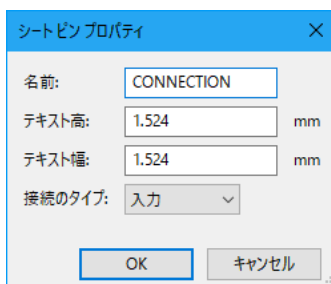 シート ピン プロパティ
名前: CONNECTION
テキスト高: 1.524 mm
テキスト幅: 1.524 mm
接続のタイプ: 入力
OK キャンセル